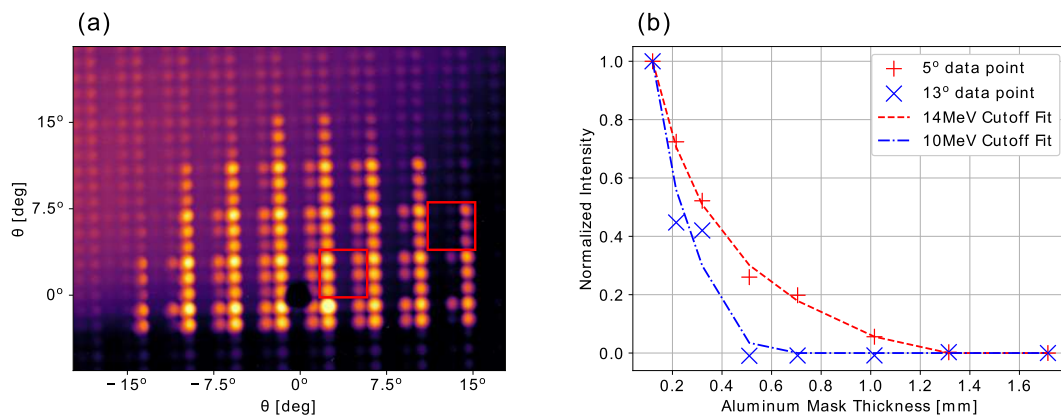 (a)
15°
7.5°
0°
θ [deg]
−15° −7.5° 0° 7.5° 15°
θ [deg]
(b)
1.0
0.8
0.6
0.4
0.2
0.0
Normalized Intensity
5° data point
13° data point
14MeV Cutoff Fit
10MeV Cutoff Fit
0.2 0.4 0.6 0.8 1.0 1.2 1.4 1.6
Aluminum Mask Thickness [mm]